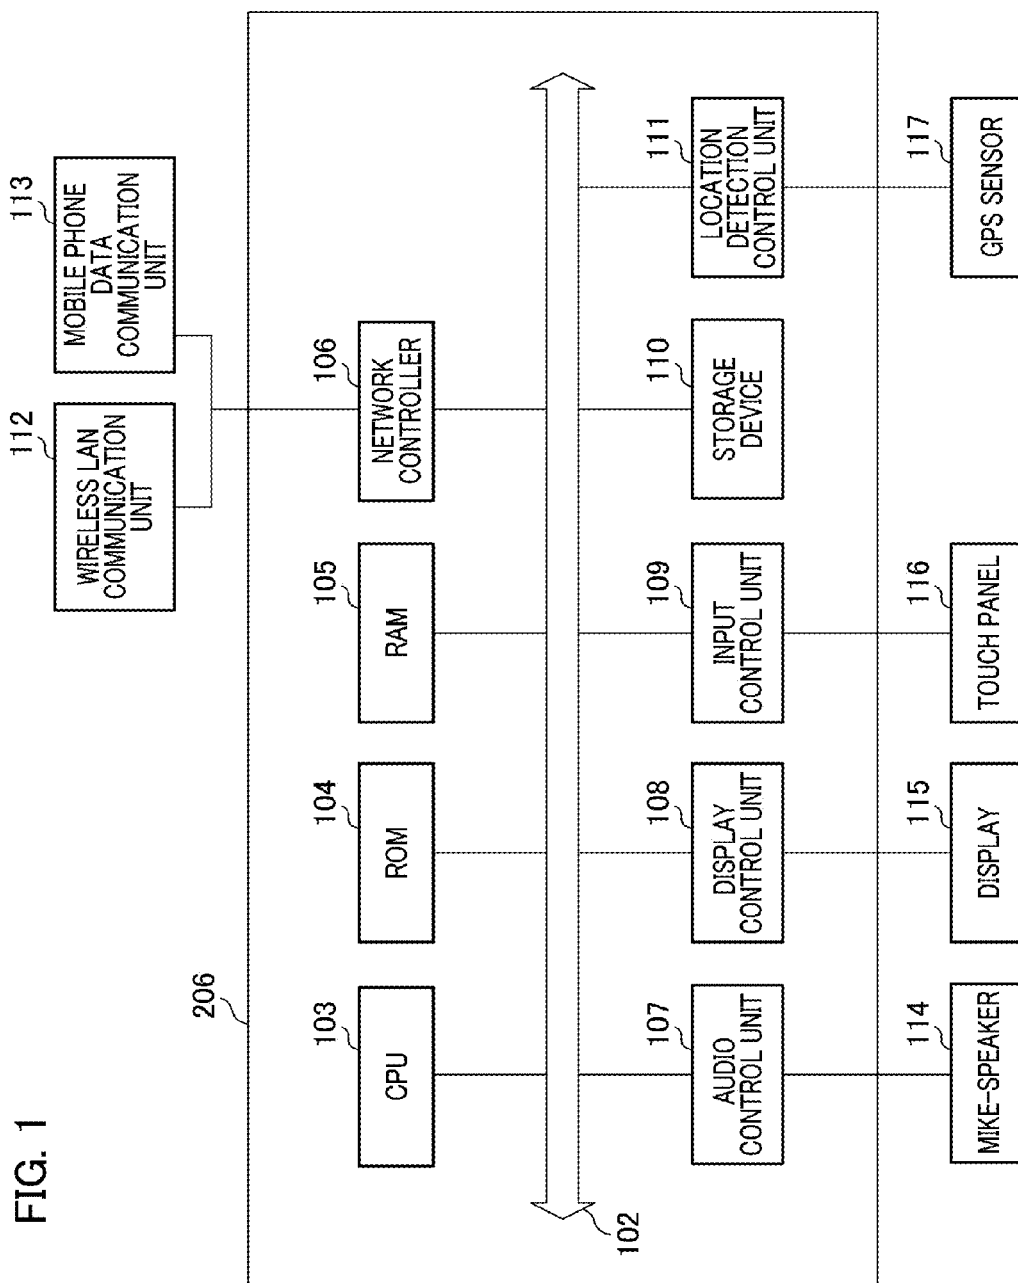 FIG. 1
112
113
WIRELESS LAN
COMMUNICATION
UNIT
MOBILE PHONE
DATA
COMMUNICATION
UNIT
206
103
104
105
106
CPU
ROM
RAM
NETWORK
CONTROLLER
102
107
108
109
110
111
AUDIO
CONTROL UNIT
DISPLAY
CONTROL UNIT
INPUT
CONTROL UNIT
STORAGE
DEVICE
LOCATION
DETECTION
CONTROL UNIT
114
115
116
117
MIKE-SPEAKER
DISPLAY
TOUCH PANEL
GPS SENSOR